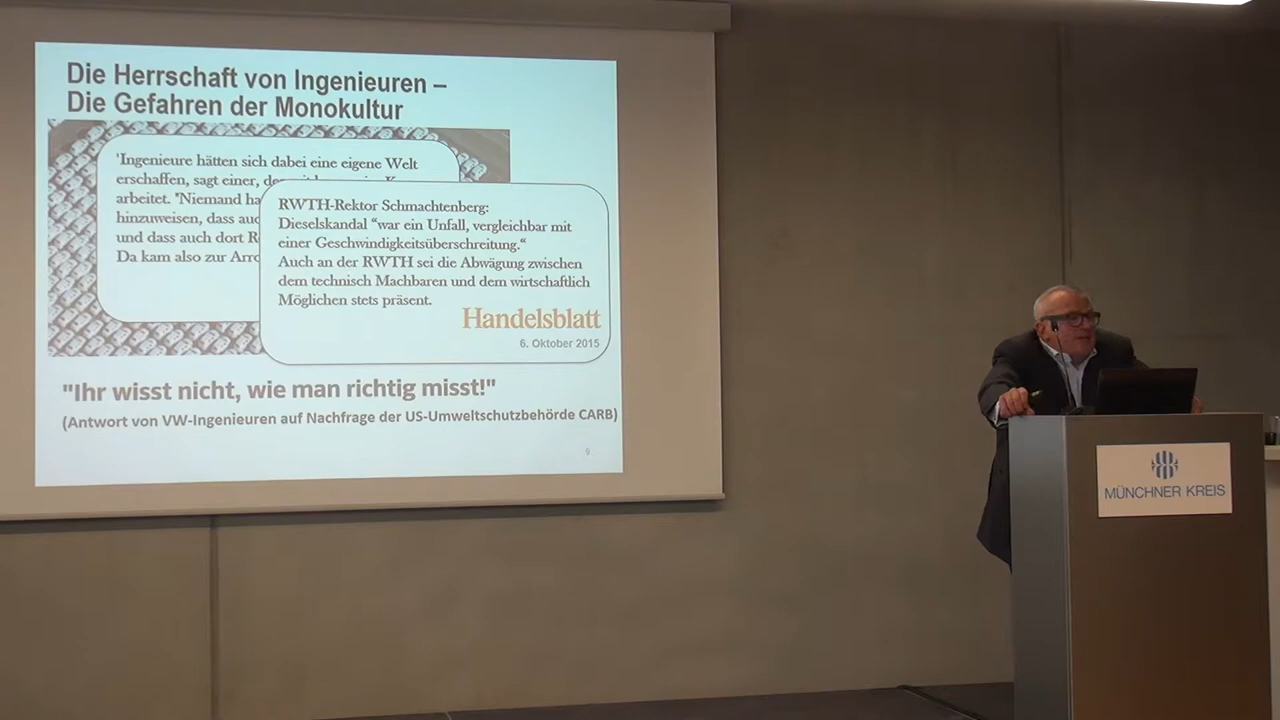 Die Herrschaft von Ingenieuren –
Die Gefahren der Monokultur
'Ingenieure hätten sich dabei eine eigene Welt
erschaffen, sagt einer,
arbeitet. "Niemand
hinzuweisen, dass
und dass auch dort
Da kam also zur
RWTH-Rektor Schmachtenberg:
Dieselskandal “war ein Unfall, vergleichbar mit
einer Geschwindigkeitsüberschreitung.“
Auch an der RWTH sei die Abwägung zwischen
dem technisch Machbaren und dem wirtschaftlich
Möglichen stets präsent.
Handelsblatt
6. Oktober 2015
"Ihr wisst nicht, wie man richtig misst!"
(Antwort von VW-Ingenieuren auf Nachfrage der US-Umweltschutzbehörde CARB)
9
MÜNCHNER KREIS